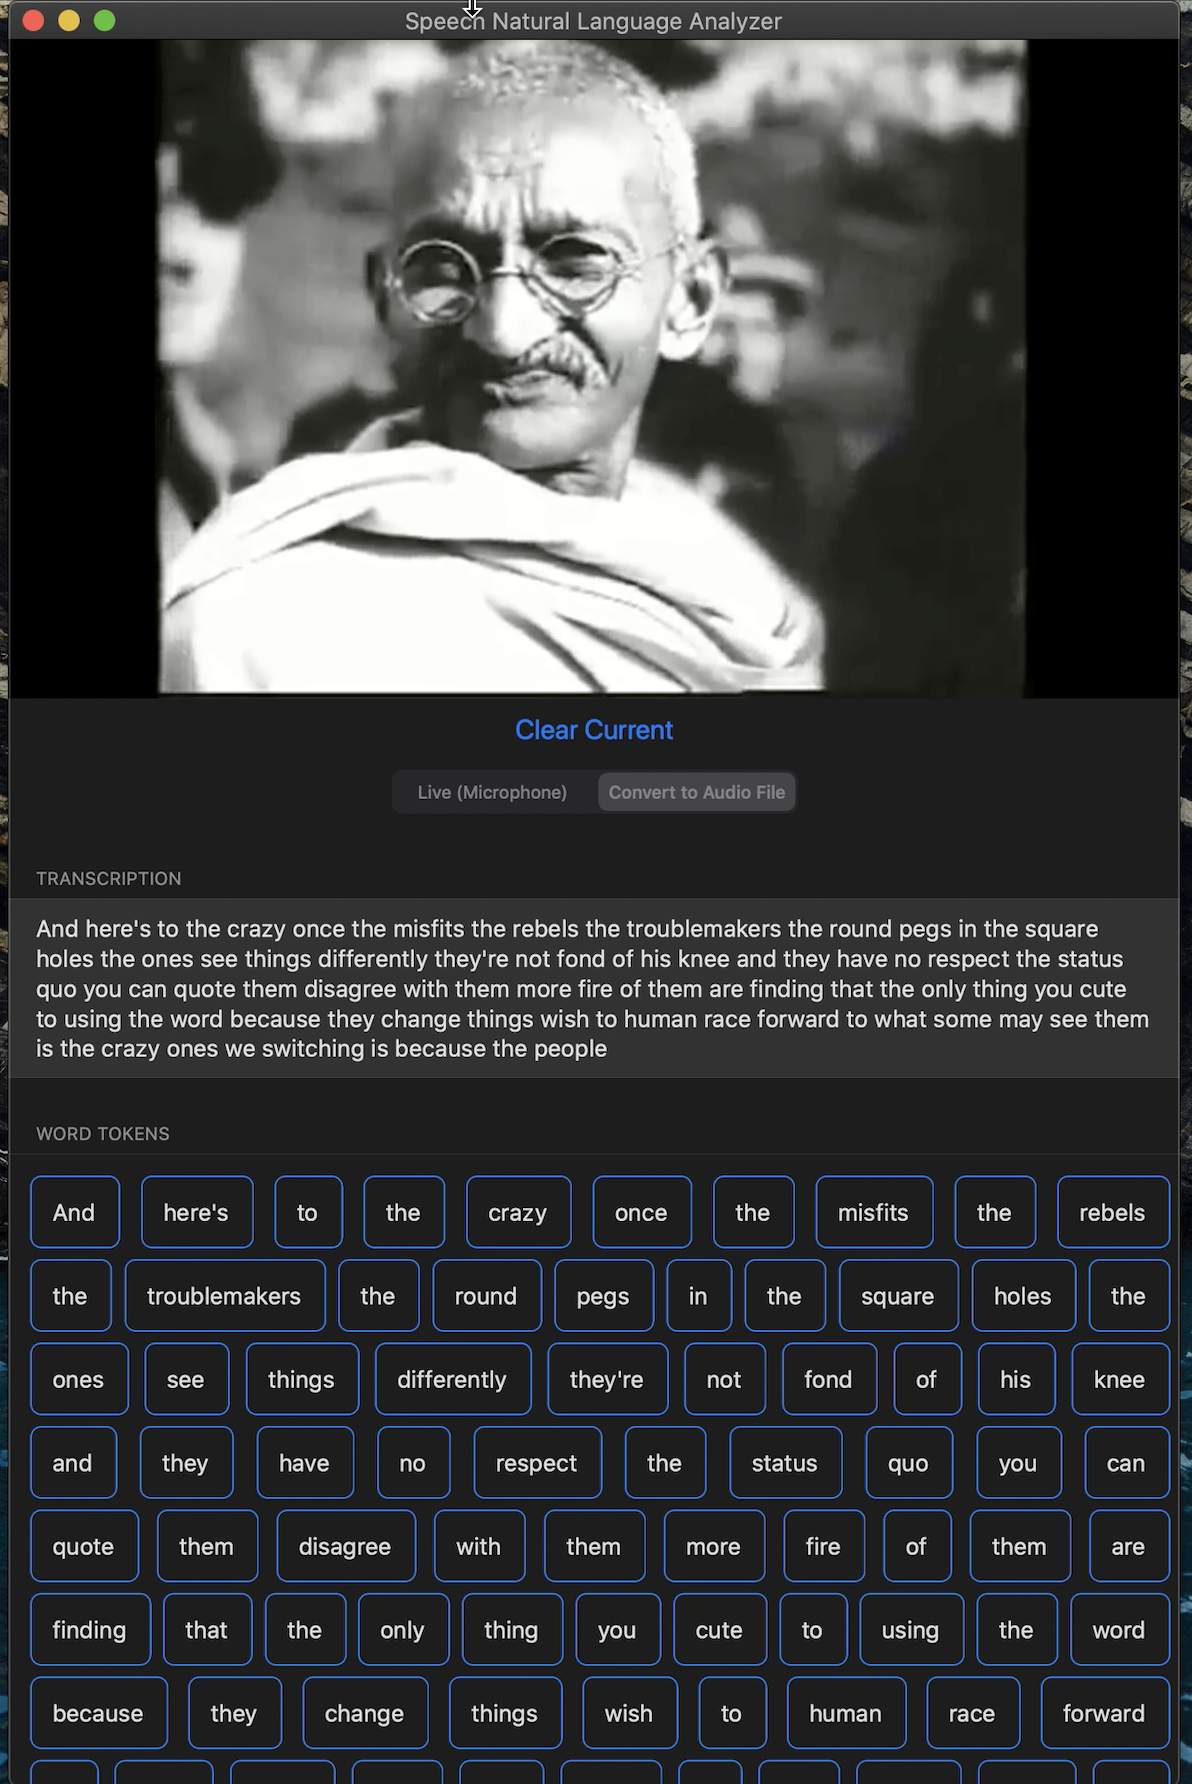 Speech Natural Language Analyzer
Clear Current
Live (Microphone) Convert to Audio File
TRANSCRIPTION
And here's to the crazy once the misfits the rebels the troublemakers the round pegs in the square
holes the ones see things differently they're not fond of his knee and they have no respect the status
quo you can quote them disagree with them more fire of them are finding that the only thing you cute
to using the word because they change things wish to human race forward to what some may see them
is the crazy ones we switching is because the people
WORD TOKENS
And here's to the crazy once the misfits the rebels
the troublemakers the round pegs in the square holes the
ones see things differently they're not fond of his knee
and they have no respect the status quo you can
quote them disagree with them more fire of them are
finding that the only thing you cute to using the word
because they change things wish to human race forward